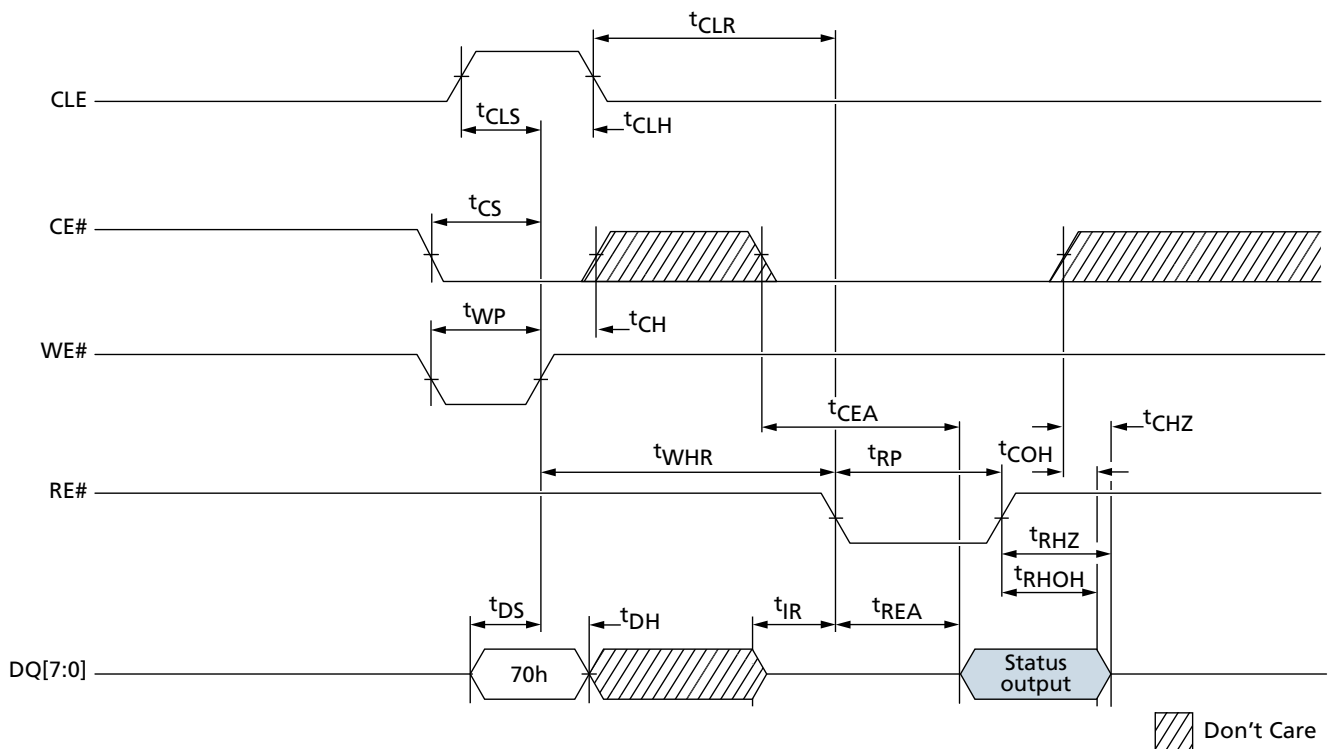 tCLR
CLE
tCLS
tCLH
tCS
CE#
tWP
tCH
WE#
tCEA
tCHZ
tWHR
tRP
tCOH
RE#
tRHZ
tRHOH
tDS
tDH
tIR
tREA
DQ[7:0]
70h
Status
output
Don't Care